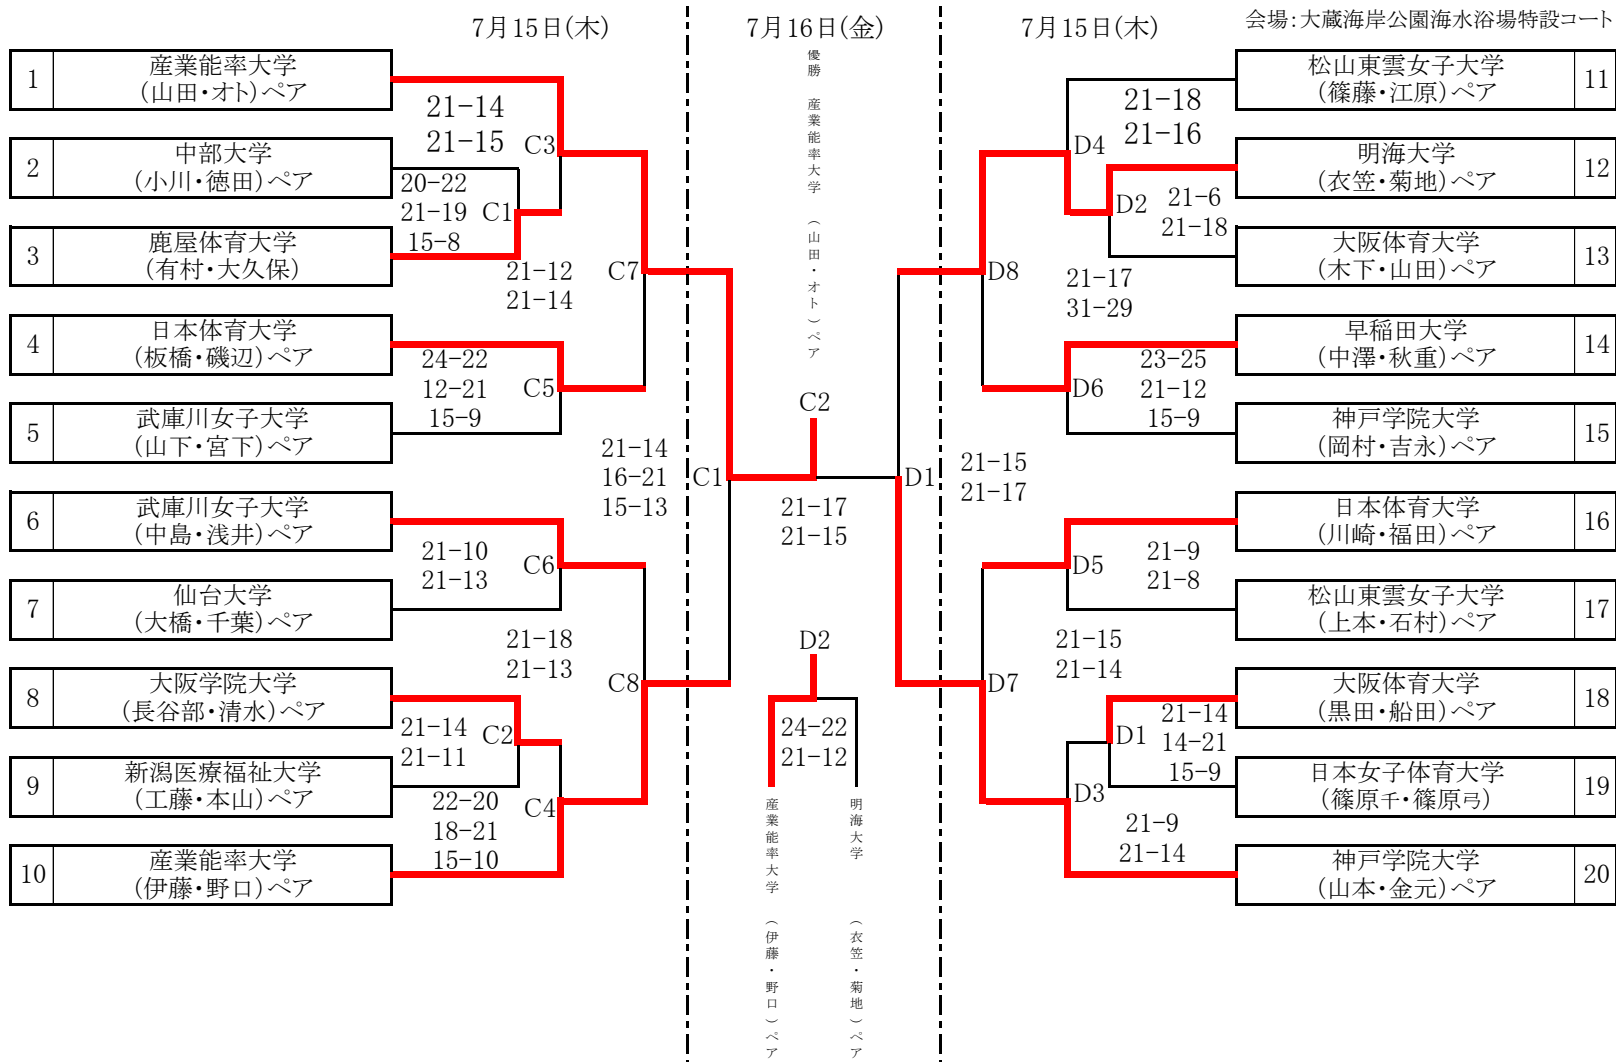 7月15日(木)
7月16日(金)
7月15日(木)
会場:大蔵海岸公園海水浴場特設コート
1
産業能率大学
(山田・オト)ペア
2
中部大学
(小川・徳田)ペア
3
鹿屋体育大学
(有村・大久保)
4
日本体育大学
(板橋・磯辺)ペア
5
武庫川女子大学
(山下・宮下)ペア
6
武庫川女子大学
(中島・浅井)ペア
7
仙台大学
(大橋・千葉)ペア
8
大阪学院大学
(長谷部・清水)ペア
9
新潟医療福祉大学
(工藤・本山)ペア
10
産業能率大学
(伊藤・野口)ペア
21-14
21-15
C3
20-22
21-19
15-8
C1
21-12
21-14
C7
24-22
12-21
15-9
C5
21-14
16-21
15-13
C1
21-10
21-13
C6
21-18
21-13
C8
21-14
21-11
C2
22-20
18-21
15-10
C4
優勝 産業能率大学 (山田・オト)ペア
C2
21-17
21-15
D2
24-22
21-12
産業能率大学 (伊藤・野口)ペア
明海大学 (衣笠・菊地)ペア
21-18
21-16
D4
D2
21-6
21-18
D8
21-17
31-29
D6
23-25
21-12
15-9
D1
21-15
21-17
D5
21-9
21-8
21-15
21-14
D7
D1
21-14
14-21
15-9
D3
21-9
21-14
松山東雲女子大学
(篠藤・江原)ペア
11
明海大学
(衣笠・菊地)ペア
12
大阪体育大学
(木下・山田)ペア
13
早稲田大学
(中澤・秋重)ペア
14
神戸学院大学
(岡村・吉永)ペア
15
日本体育大学
(川崎・福田)ペア
16
松山東雲女子大学
(上本・石村)ペア
17
大阪体育大学
(黒田・船田)ペア
18
日本女子体育大学
(篠原千・篠原弓)
19
神戸学院大学
(山本・金元)ペア
20